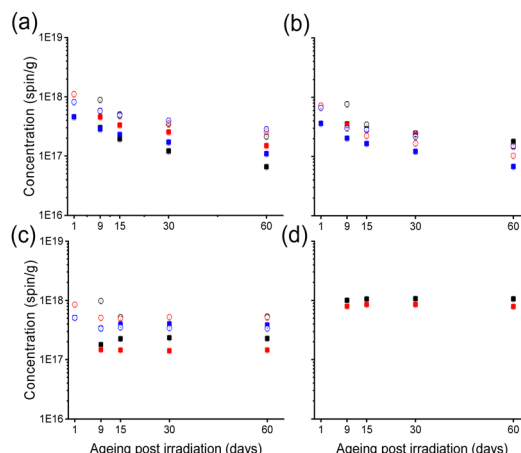 (a)
(b)
1E19
1E18
1E17
1E16
Concentration (spin/g)
1 9 15 30 60
1 9 15 30 60
(c)
(d)
1E19
1E18
1E17
1E16
Concentration (spin/g)
1 9 15 30 60
1 9 15 30 60
Ageing post irradiation (days)
Ageing post irradiation (days)